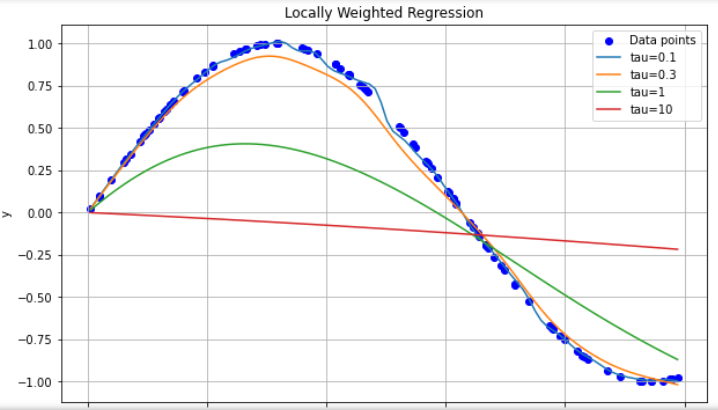 Locally Weighted Regression
1.00
0.75
0.50
0.25
0.00
−0.25
−0.50
−0.75
−1.00
y
Data points
tau=0.1
tau=0.3
tau=1
tau=10